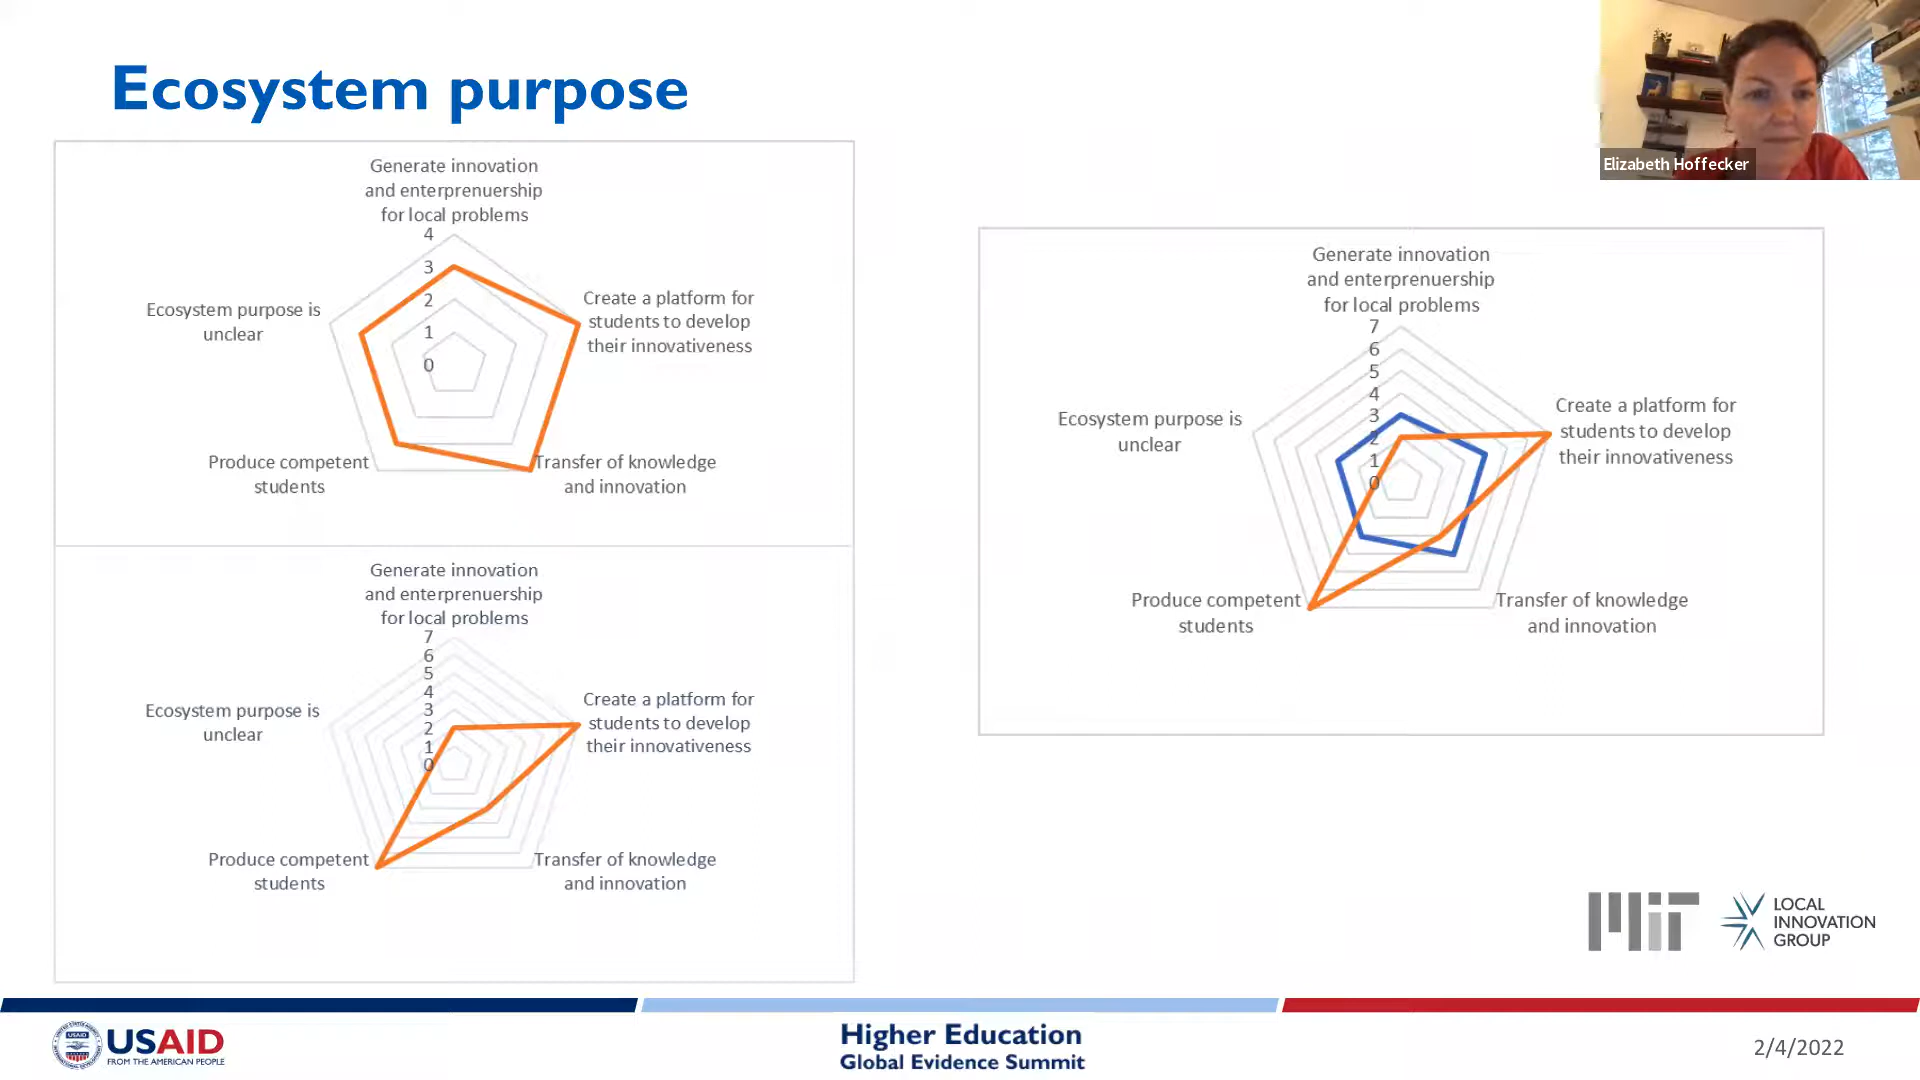 Ecosystem purpose
Elizabeth Hoffecker
Generate innovation
and enterprenuership
for local problems
4
3
2
1
0
Create a platform for
students to develop
their innovativeness
Transfer of knowledge
and innovation
Produce competent
students
Ecosystem purpose is
unclear
Generate innovation
and enterprenuership
for local problems
7
6
5
4
3
2
1
0
Create a platform for
students to develop
their innovativeness
Transfer of knowledge
and innovation
Produce competent
students
Ecosystem purpose is
unclear
Generate innovation
and enterprenuership
for local problems
7
6
5
4
3
2
1
0
Create a platform for
students to develop
their innovativeness
Transfer of knowledge
and innovation
Produce competent
students
Ecosystem purpose is
unclear
MIT
LOCAL
INNOVATION
GROUP
USAID
FROM THE AMERICAN PEOPLE
Higher Education
Global Evidence Summit
2/4/2022